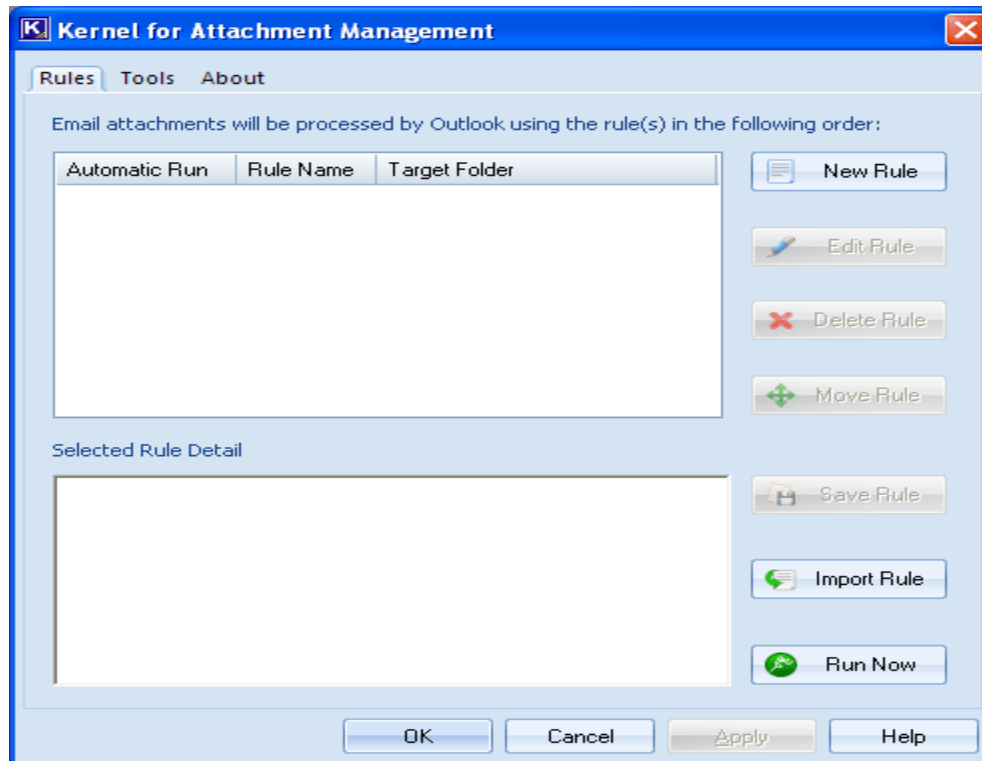 Kernel for Attachment Management
Rules Tools About
Email attachments will be processed by Outlook using the rule(s) in the following order:
Automatic Run Rule Name Target Folder
New Rule
Edit Rule
Delete Rule
Move Rule
Selected Rule Detail
Save Rule
Import Rule
Run Now
OK Cancel Apply Help